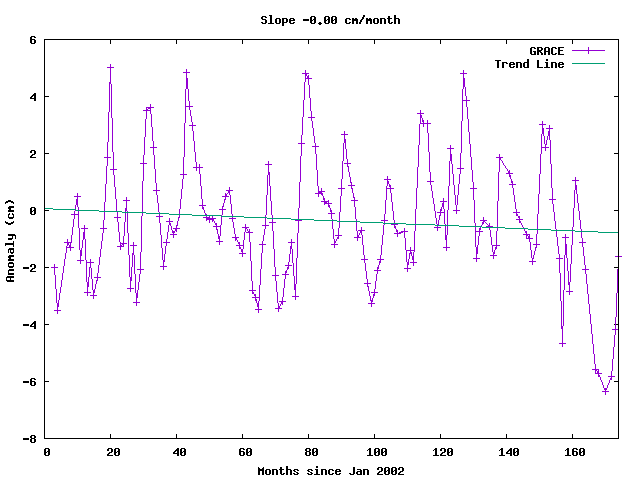 Slope -0.00 cm/month
GRACE
Trend Line
6
4
2
0
-2
-4
-6
-8
Anomaly (cm)
0 20 40 60 80 100 120 140 160
Months since Jan 2002